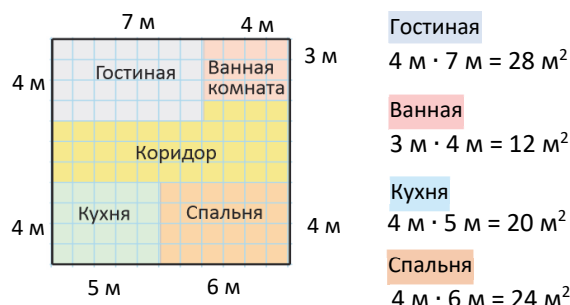 7 м 4 м
Гостиная
4 м · 7 м = 28 м²
3 м
4 м
Гостиная
Ванная
комната
Ванная
3 м · 4 м = 12 м²
Коридор
Кухня
4 м · 5 м = 20 м²
4 м
Кухня
Спальня
4 м
5 м 6 м
Спальня
4 м · 6 м = 24 м²